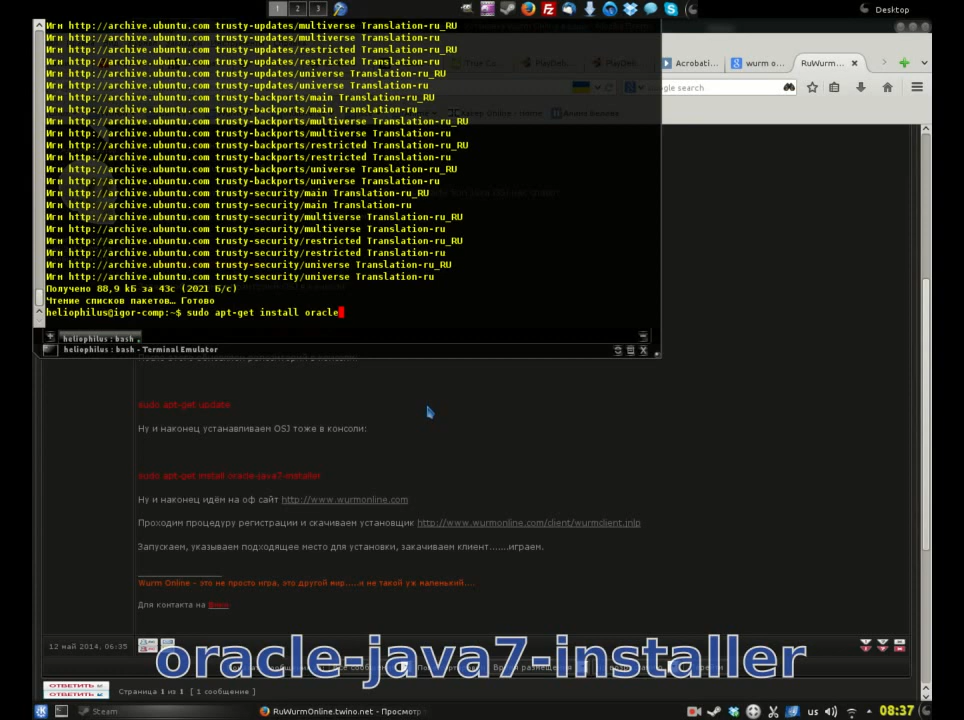 1 2 3
Desktop
Игн http://archive.ubuntu.com trusty-updates/multiverse Translation-ru_RU
Игн http://archive.ubuntu.com trusty-updates/multiverse Translation-ru
Игн http://archive.ubuntu.com trusty-updates/restricted Translation-ru_RU
Игн http://archive.ubuntu.com trusty-updates/restricted Translation-ru
Игн http://archive.ubuntu.com trusty-updates/universe Translation-ru_RU
Игн http://archive.ubuntu.com trusty-updates/universe Translation-ru
Игн http://archive.ubuntu.com trusty-backports/main Translation-ru_RU
Игн http://archive.ubuntu.com trusty-backports/main Translation-ru
Игн http://archive.ubuntu.com trusty-backports/multiverse Translation-ru_RU
Игн http://archive.ubuntu.com trusty-backports/multiverse Translation-ru
Игн http://archive.ubuntu.com trusty-backports/restricted Translation-ru_RU
Игн http://archive.ubuntu.com trusty-backports/restricted Translation-ru
Игн http://archive.ubuntu.com trusty-backports/universe Translation-ru_RU
Игн http://archive.ubuntu.com trusty-backports/universe Translation-ru
Игн http://archive.ubuntu.com trusty-security/main Translation-ru_RU
Игн http://archive.ubuntu.com trusty-security/main Translation-ru
Игн http://archive.ubuntu.com trusty-security/multiverse Translation-ru_RU
Игн http://archive.ubuntu.com trusty-security/multiverse Translation-ru
Игн http://archive.ubuntu.com trusty-security/restricted Translation-ru_RU
Игн http://archive.ubuntu.com trusty-security/restricted Translation-ru
Игн http://archive.ubuntu.com trusty-security/universe Translation-ru_RU
Игн http://archive.ubuntu.com trusty-security/universe Translation-ru
Получено 88,9 kБ за 43с (2021 Б/c)
Чтение списков пакетов… Готово
heliophilus@igor-comp:~$ sudo apt-get install oracle
heliophilus : bash
heliophilus : bash - Terminal Emulator
Acrobati...
wurm o...
RuWurm...
google search
sudo apt-get update
Ну и наконец устанавливаем OSJ тоже в консоли:
sudo apt-get install oracle-java7-installer
Ну и наконец идём на оф сайт http://www.wurmonline.com
Проходим процедуру регистрации и скачиваем установщик http://www.wurmonline.com/client/wurmclient.jnlp
Запускаем, указываем подходящее место для установки, закачиваем клиент.......играем.
Wurm Online - это не просто игра, это другой мир.....и не такой уж маленький....
Для контакта на
12 май 2014, 06:35
oracle-java7-installer
ОТВЕТИТЬ
ОТВЕТИТЬ
Страница 1 из 1 [ 1 сообщение ]
Steam
RuWurmOnline.twino.net - Просмотр
us
08:37